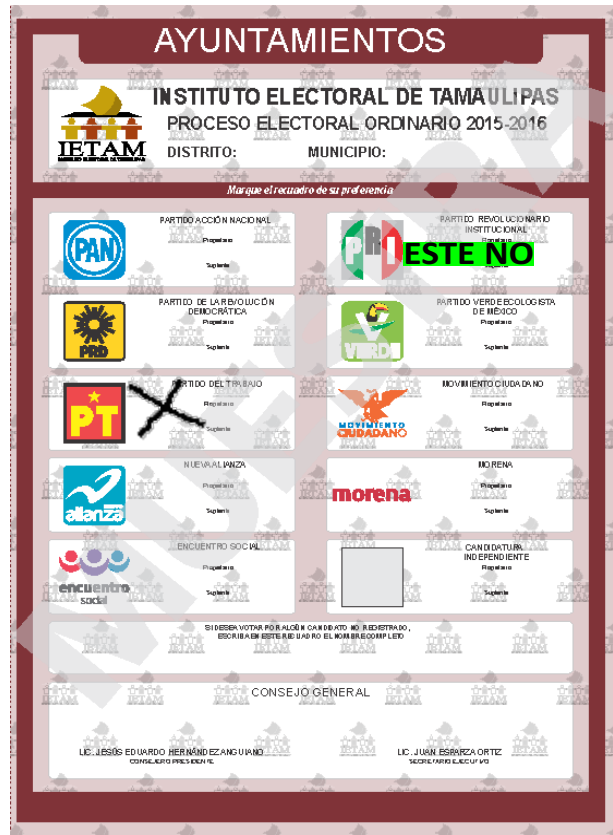 AYUNTAMIENTOS
INSTITUTO ELECTORAL DE TAMAULIPAS
PROCESO ELECTORAL ORDINARIO 2015-2016
IETAM
DISTRITO: MUNICIPIO:
Marque el recuadro de su preferencia
PARTIDO ACCIÓN NACIONAL
PAN
Propietario
Suplente
PARTIDO REVOLUCIONARIO
INSTITUCIONAL
PRI
Propietario
ESTE NO
PARTIDO DE LA REVOLUCIÓN
DEMOCRÁTICA
PRD
Propietario
Suplente
PARTIDO VERDE ECOLOGISTA
DE MÉXICO
VERDE
Propietario
Suplente
PARTIDO DEL TRABAJO
PT
Propietario
Suplente
MOVIMIENTO CIUDADANO
MOVIMIENTO
CIUDADANO
Propietario
Suplente
NUEVA ALIANZA
alianza
Propietario
Suplente
MORENA
morena
Propietario
Suplente
ENCUENTRO SOCIAL
encuentro
social
Propietario
Suplente
CANDIDATURA
INDEPENDIENTE
Propietario
Suplente
SI DESEA VOTAR POR ALGÚN CANDIDATO NO REGISTRADO,
ESCRIBA EN ESTE RECUADRO EL NOMBRE COMPLETO
CONSEJO GENERAL
LIC. JESÚS EDUARDO HERNÁNDEZ ANGUIANO
CONSEJERO PRESIDENTE
LIC. JUAN ESPARZA ORTIZ
SECRETARIO EJECUTIVO
MUESTRA